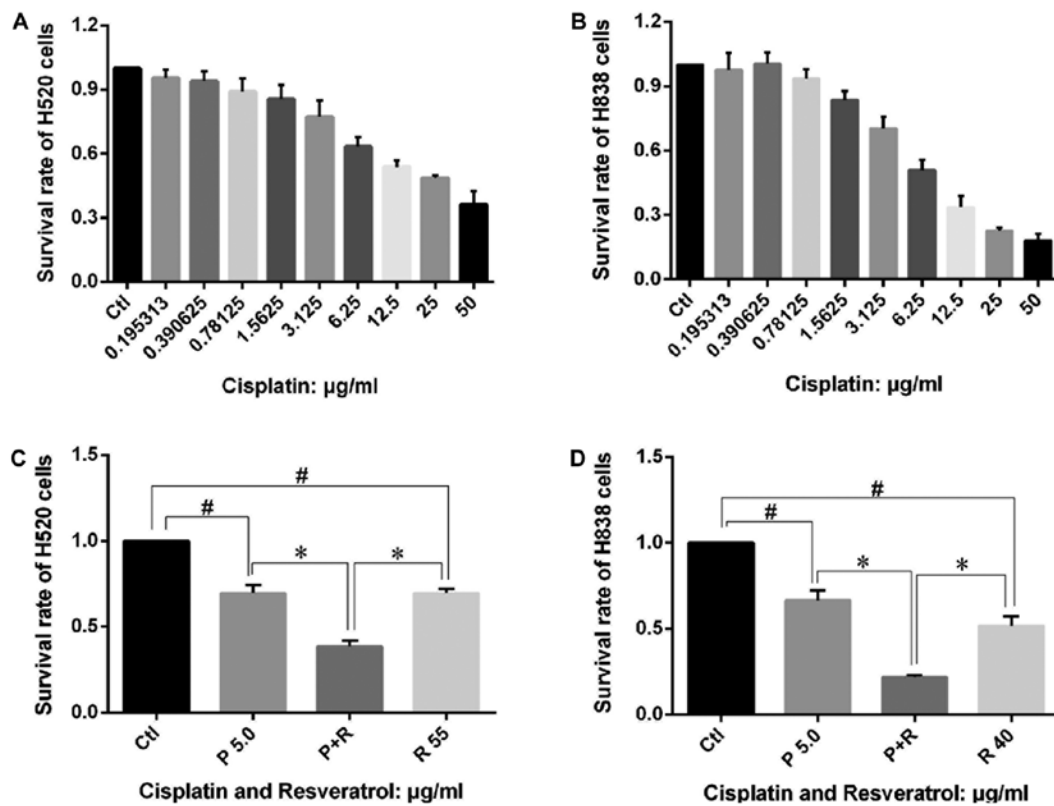 A
Survival rate of H520 cells
1.2
0.9
0.6
0.3
0.0
Ctl
0.195313
0.390625
0.78125
1.5625
3.125
6.25
12.5
25
50
Cisplatin: µg/ml
B
Survival rate of H838 cells
1.2
0.9
0.6
0.3
0.0
Ctl
0.195313
0.390625
0.78125
1.5625
3.125
6.25
12.5
25
50
Cisplatin: µg/ml
C
Survival rate of H520 cells
1.5
1.0
0.5
0.0
#
#
*
*
Ctl
P 5.0
P+R
R 55
Cisplatin and Resveratrol: µg/ml
D
Survival rate of H838 cells
1.5
1.0
0.5
0.0
#
#
*
*
Ctl
P 5.0
P+R
R 40
Cisplatin and Resveratrol: µg/ml